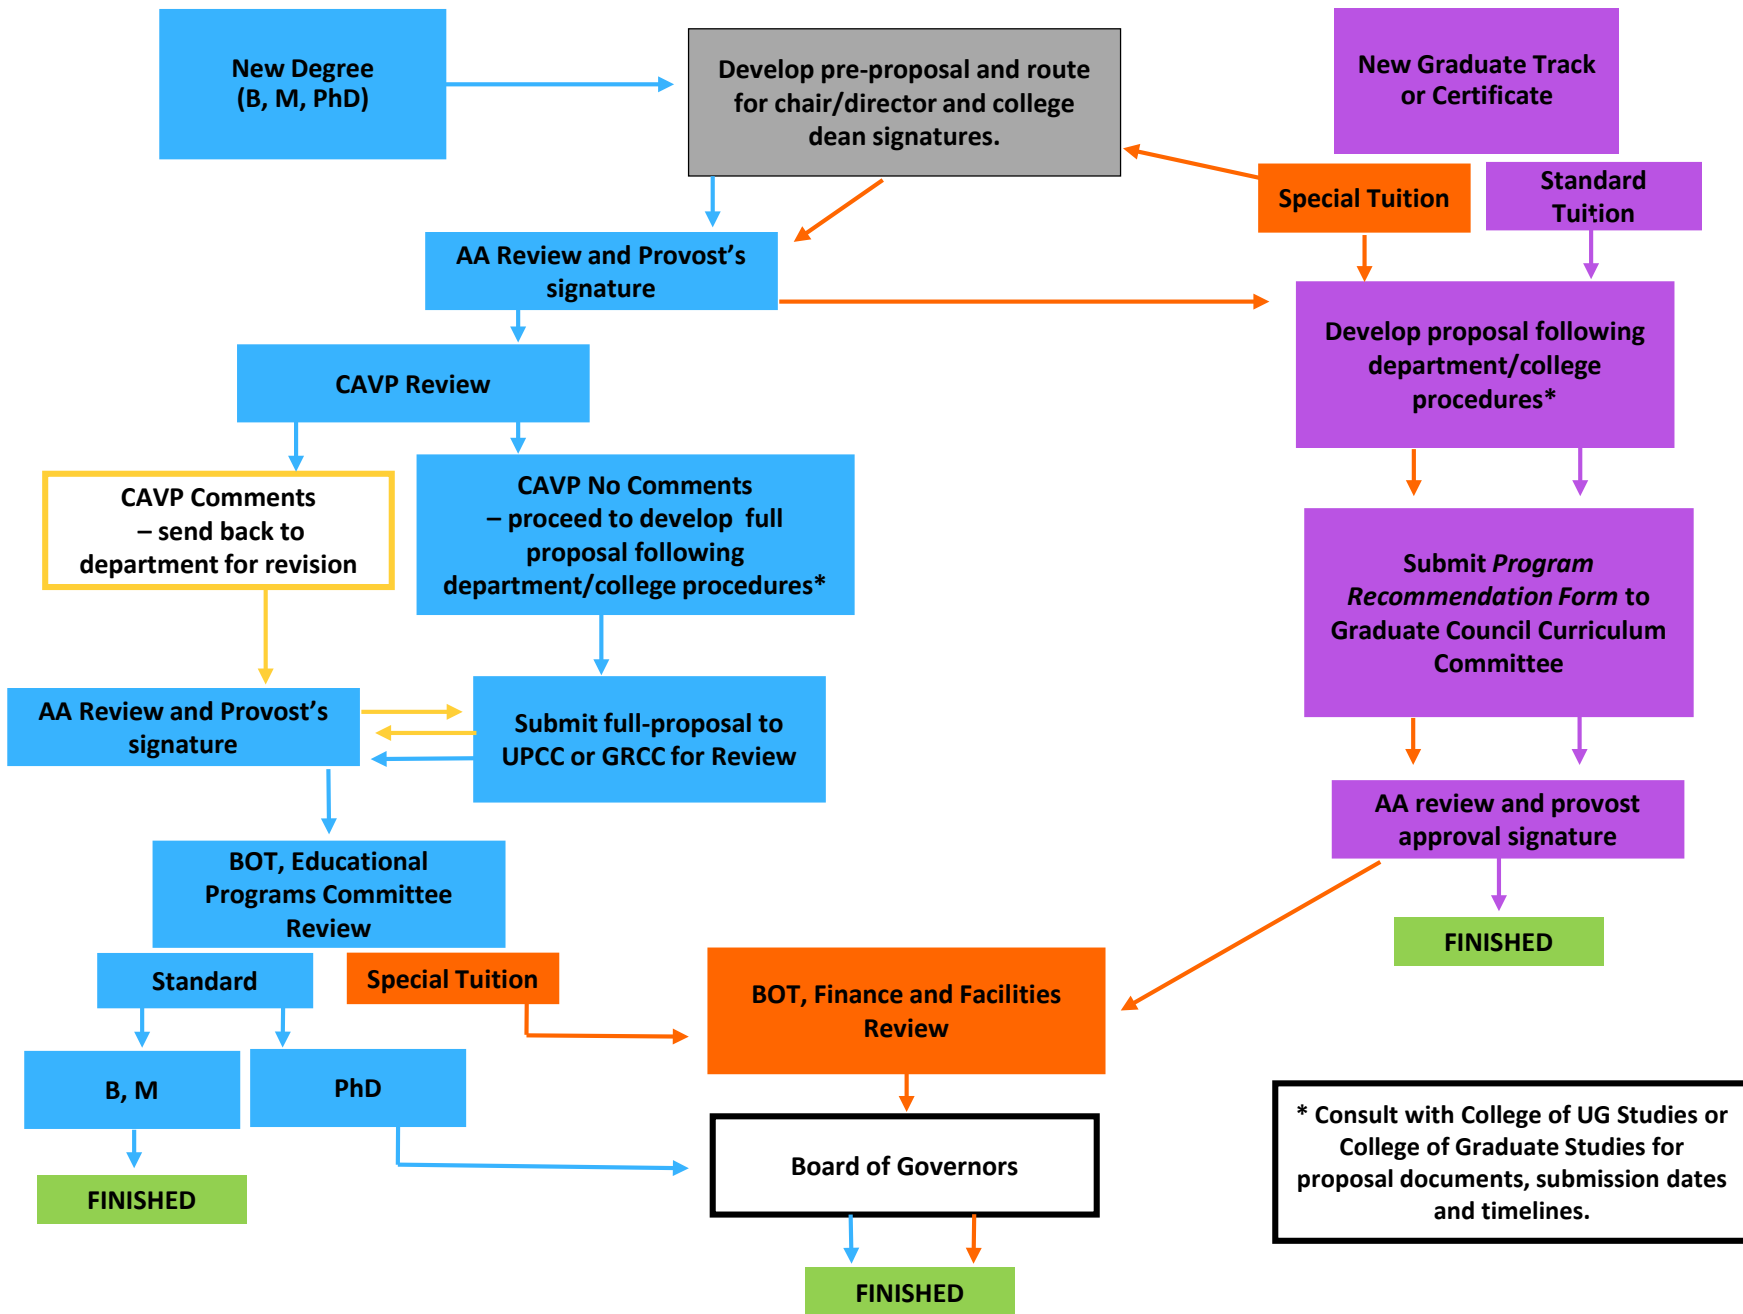 New Degree
(B, M, PhD)
Develop pre-proposal and route
for chair/director and college
dean signatures.
New Graduate Track
or Certificate
Special Tuition
Standard
Tuition
AA Review and Provost’s
signature
Develop proposal following
department/college
procedures*
CAVP Review
CAVP Comments
– send back to
department for revision
CAVP No Comments
– proceed to develop  full
proposal following
department/college procedures*
Submit Program
Recommendation Form to
Graduate Council Curriculum
Committee
AA Review and Provost’s
signature
Submit full-proposal to
UPCC or GRCC for Review
AA review and provost
approval signature
BOT, Educational
Programs Committee
Review
FINISHED
Standard
Special Tuition
BOT, Finance and Facilities
Review
B, M
PhD
* Consult with College of UG Studies or
College of Graduate Studies for
proposal documents, submission dates
and timelines.
Board of Governors
FINISHED
FINISHED